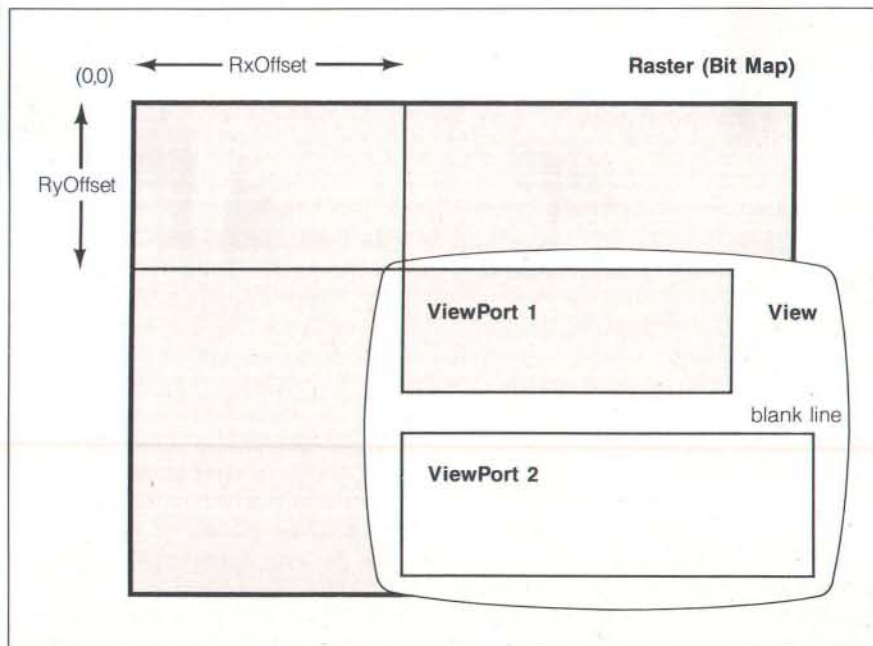 (0,0)
RxOffset
Raster (Bit Map)
RyOffset
ViewPort 1
View
blank line
ViewPort 2